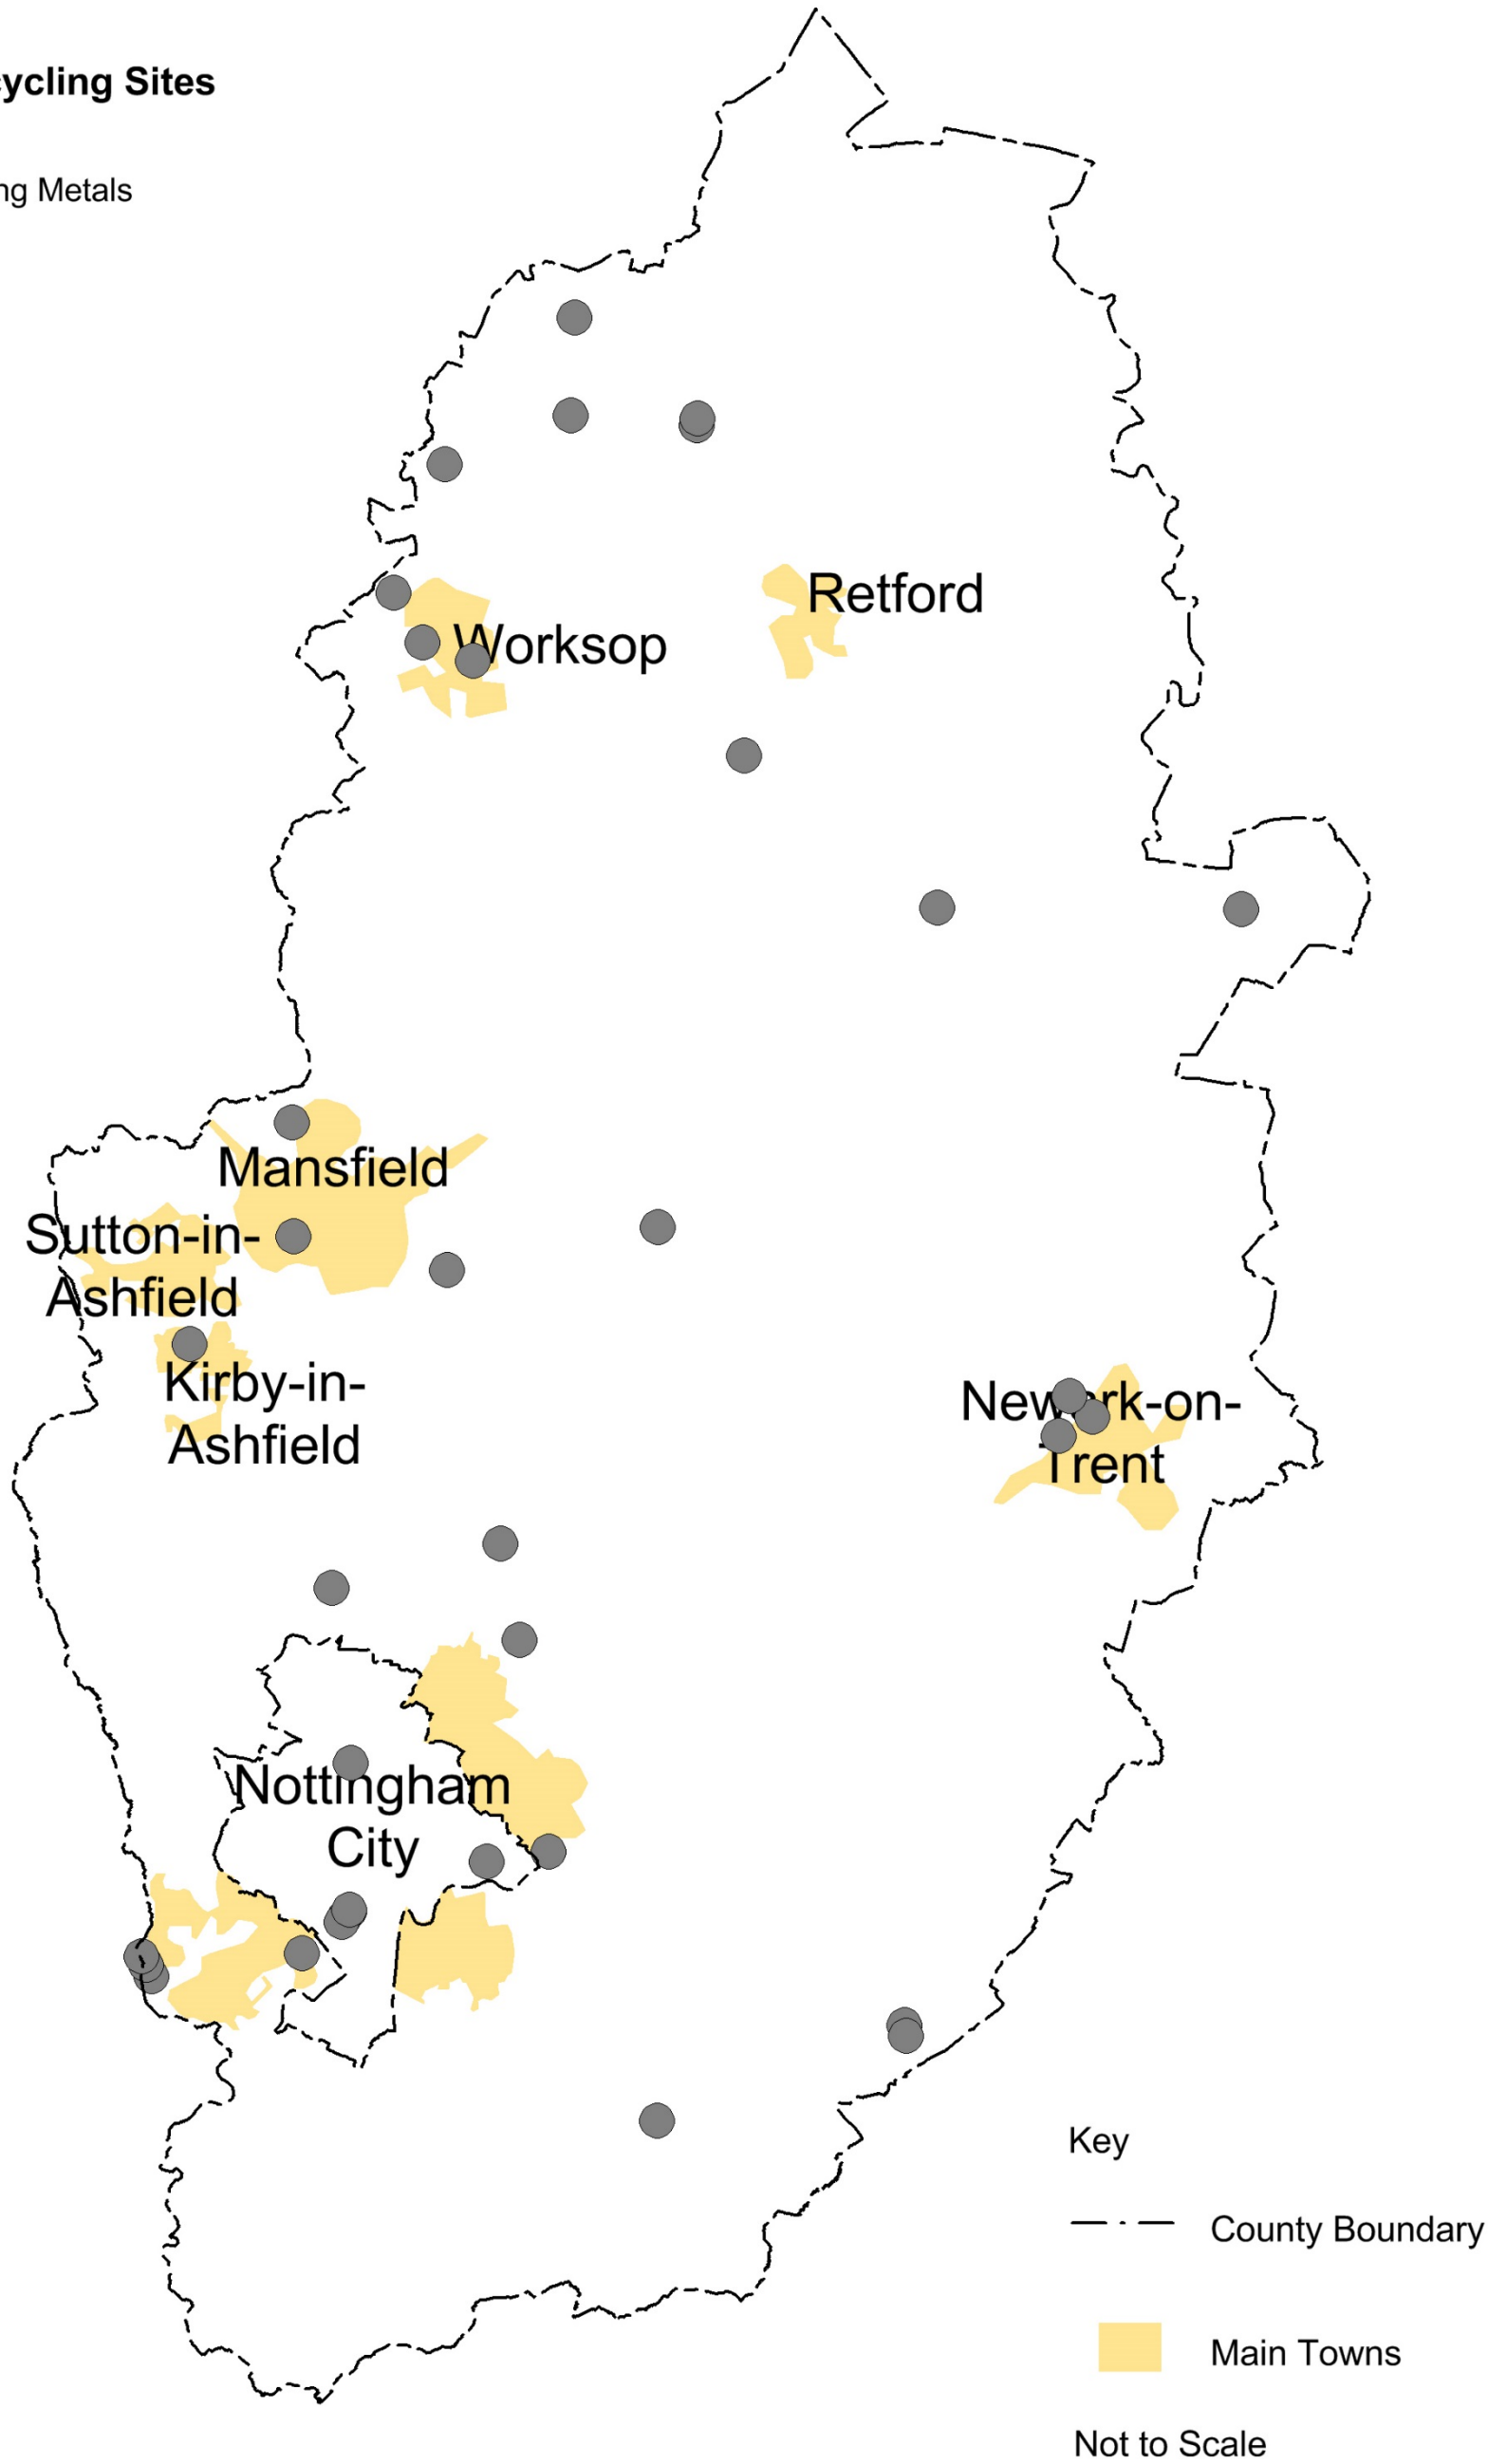 cycling Sites
ng Metals
Retford
Worksop
Mansfield
Sutton-in-
Ashfield
Kirby-in-
Ashfield
Newark-on-
Trent
Nottingham
City
Key
County Boundary
Main Towns
Not to Scale